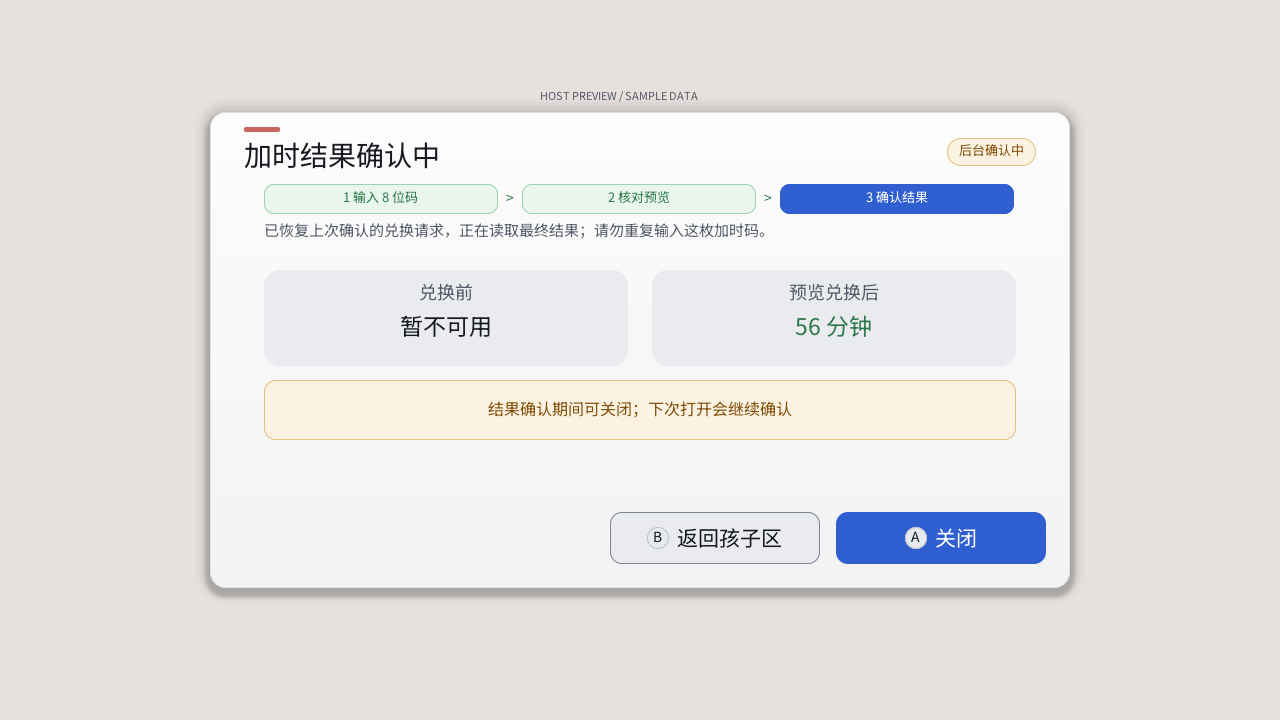 HOST PREVIEW / SAMPLE DATA
加时结果确认中
后台确认中
1 输入 8 位码 > 2 核对预览 > 3 确认结果
已恢复上次确认的兑换请求，正在读取最终结果；请勿重复输入这枚加时码。
兑换前
暂不可用
预览兑换后
56 分钟
结果确认期间可关闭；下次打开会继续确认
B 返回孩子区
A 关闭